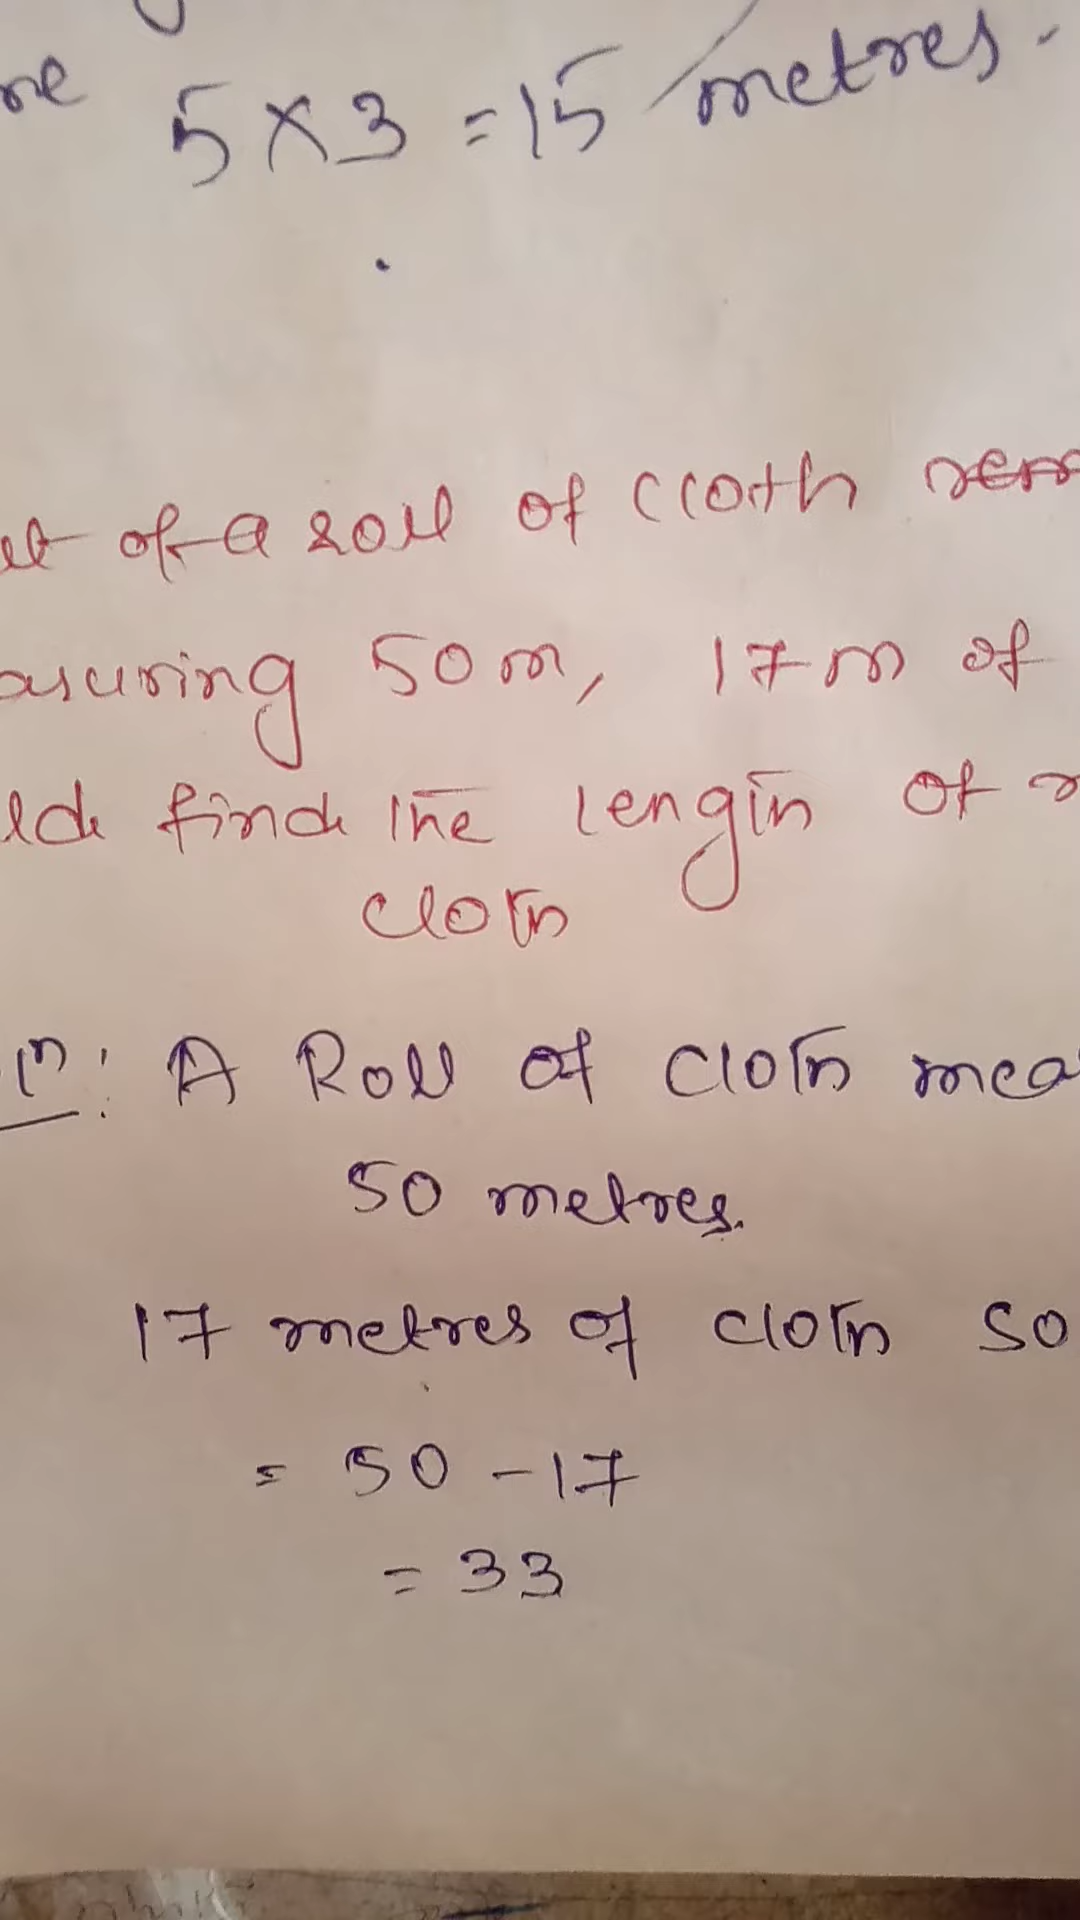 5 × 3 = 15 metres.
of a roll of cloth
50 m, 17 m of
find the length of
cloth
: A Roll of cloth mea
50 metres.
17 metres of cloth so
= 50 - 17
= 33